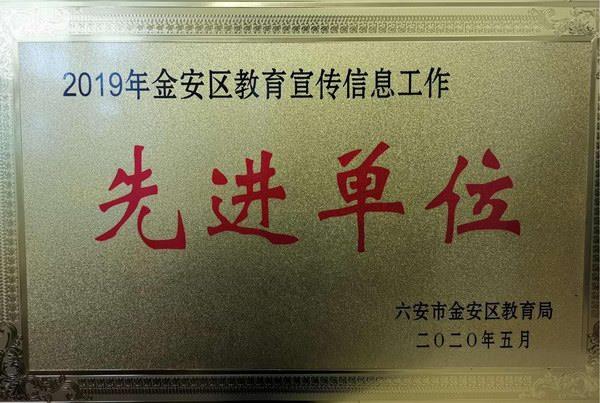 2019年金安区教育宣传信息工作
先进单位
六安市金安区教育局
二〇二〇年五月